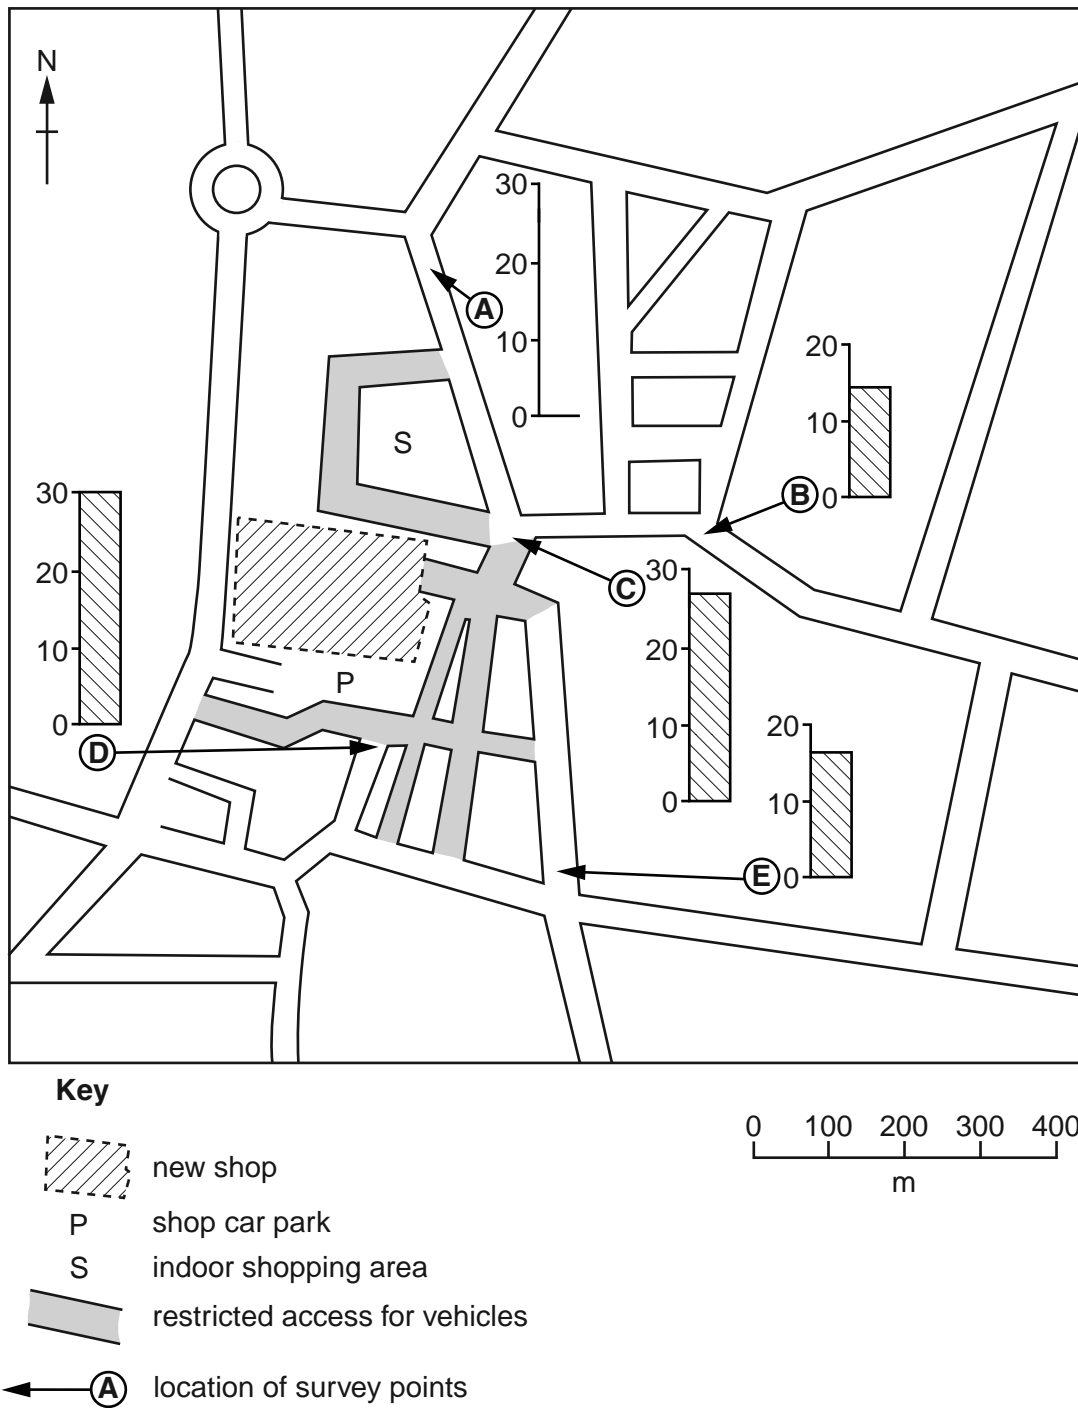 N
30
20
10
0
A
S
20
10
0
B
30
20
10
0
C
30
20
10
0
P
D
20
10
0
E
Key
new shop
P shop car park
S indoor shopping area
restricted access for vehicles
A location of survey points
0 100 200 300 400
m